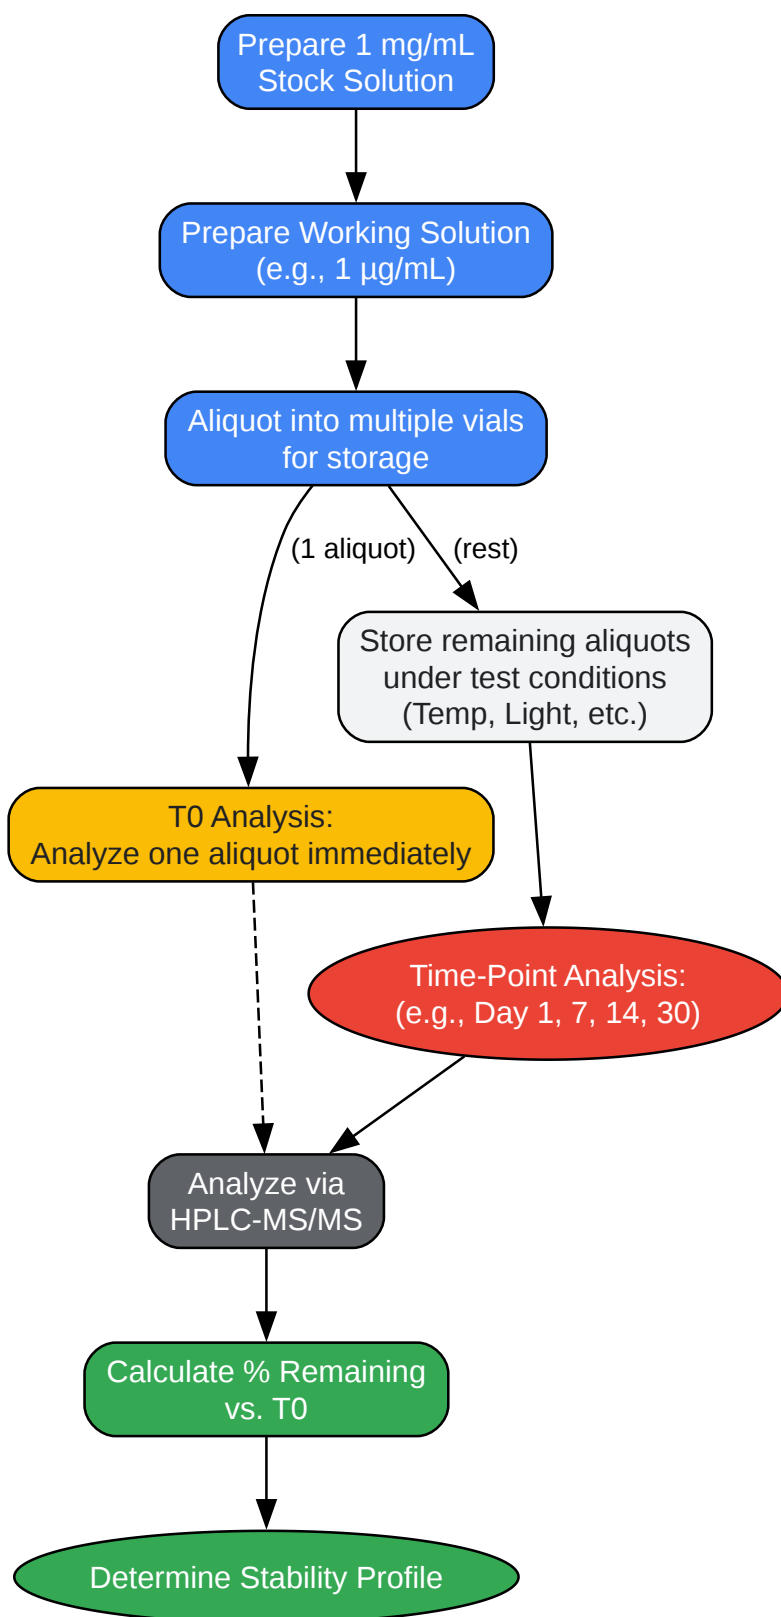 Prepare 1 mg/mL
Stock Solution
Prepare Working Solution
(e.g., 1 µg/mL)
Aliquot into multiple vials
for storage
(1 aliquot)
(rest)
Store remaining aliquots
under test conditions
(Temp, Light, etc.)
T0 Analysis:
Analyze one aliquot immediately
Time-Point Analysis:
(e.g., Day 1, 7, 14, 30)
Analyze via
HPLC-MS/MS
Calculate % Remaining
vs. T0
Determine Stability Profile